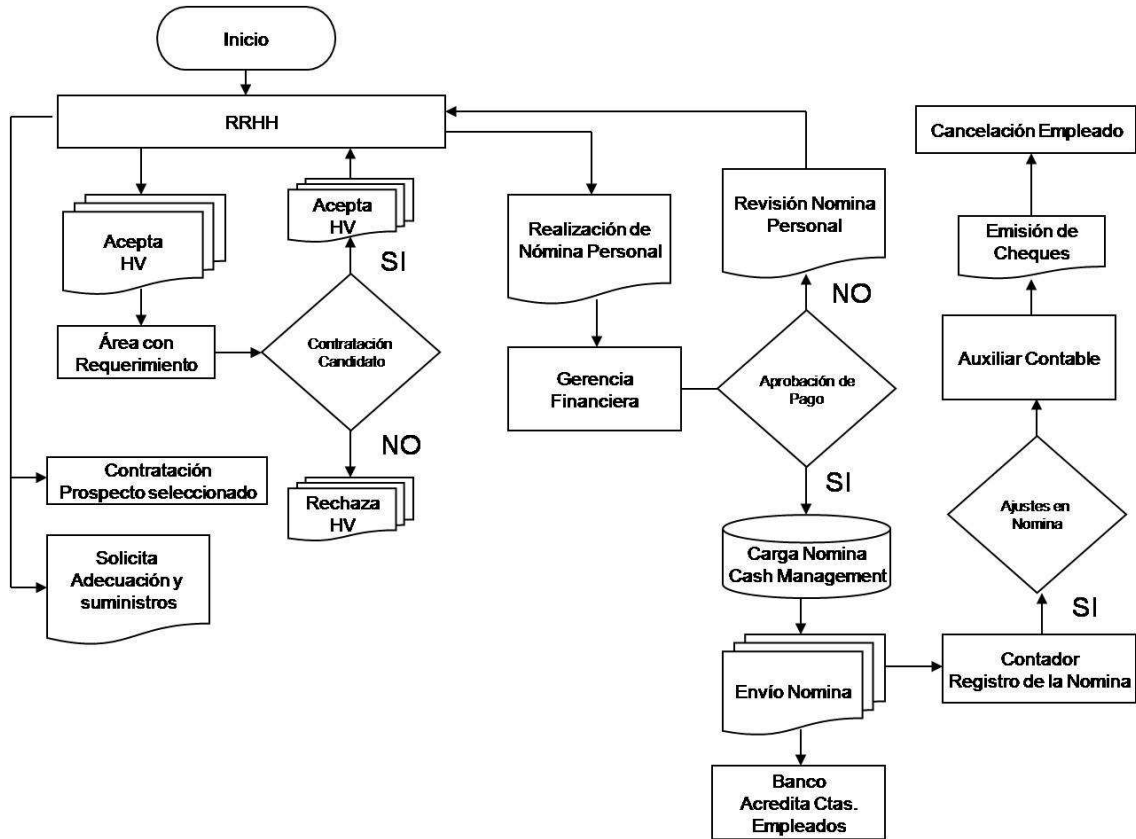 Inicio
RRHH
Acepta
HV
Área con
Requerimiento
Contratación
Candidato
SI
Acepta
HV
NO
Rechaza
HV
Contratación
Prospecto seleccionado
Solicita
Adecuación y
suministros
Realización de
Nómina Personal
Gerencia
Financiera
Aprobación de
Pago
NO
Revisión Nomina
Personal
SI
Carga Nomina
Cash Management
Envío Nomina
Banco
Acredita Ctas.
Empleados
Contador
Registro de la Nomina
SI
Ajustes en
Nomina
Auxiliar Contable
Emisión de
Cheques
Cancelación Empleado